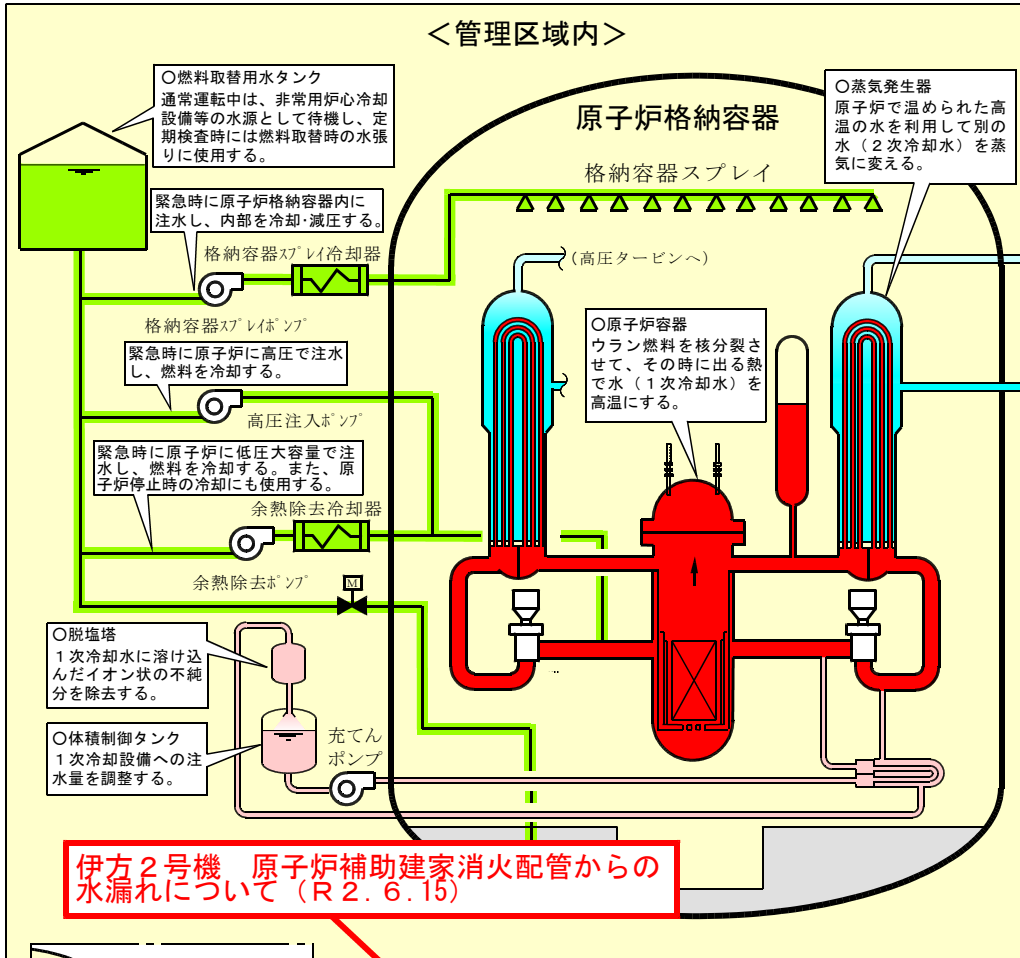 ＜管理区域内＞
○燃料取替用水タンク
通常運転中は、非常用炉心冷却
設備等の水源として待機し、定
期検査時には燃料取替時の水張
りに使用する。
○蒸気発生器
原子炉で温められた高
温の水を利用して別の
水（２次冷却水）を蒸
気に変える。
原子炉格納容器
格納容器スプレイ
緊急時に原子炉格納容器内に
注水し、内部を冷却･減圧する。
格納容器ｽﾌﾟﾚｲ冷却器
（高圧タービンへ）
格納容器ｽﾌﾟﾚｲﾎﾟﾝﾌﾟ
○原子炉容器
ウラン燃料を核分裂さ
せて、その時に出る熱
で水（１次冷却水）を
高温にする。
緊急時に原子炉に高圧で注水
し、燃料を冷却する。
高圧注入ﾎﾟﾝﾌﾟ
緊急時に原子炉に低圧大容量で注
水し、燃料を冷却する。また、原
子炉停止時の冷却にも使用する。
余熱除去冷却器
余熱除去ﾎﾟﾝﾌﾟ
M
○脱塩塔
１次冷却水に溶け込
んだイオン状の不純
分を除去する。
○体積制御タンク
１次冷却設備への注
水量を調整する。
充てん
ポンプ
伊方２号機　原子炉補助建家消火配管からの
水漏れについて（Ｒ２．６．15）